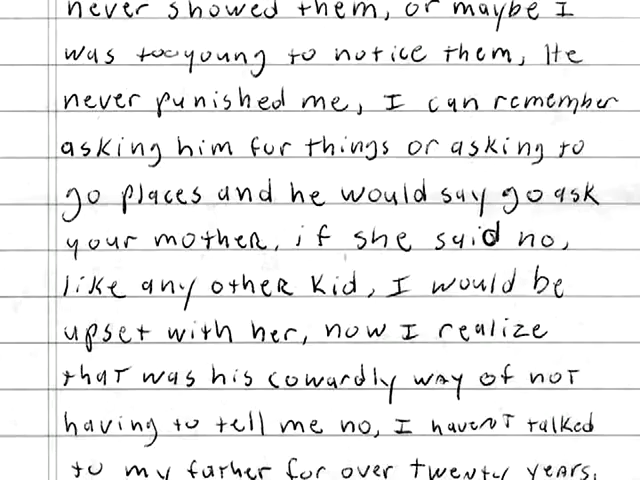 never showed them, or maybe I
was too young to notice them, He
never punished me, I can remember
asking him for things or asking to
go places and he would say go ask
your mother, if she said no,
like any other kid, I would be
upset with her, now I realize
that was his cowardly way of not
having to tell me no, I haven't talked
to my father for over twenty years.